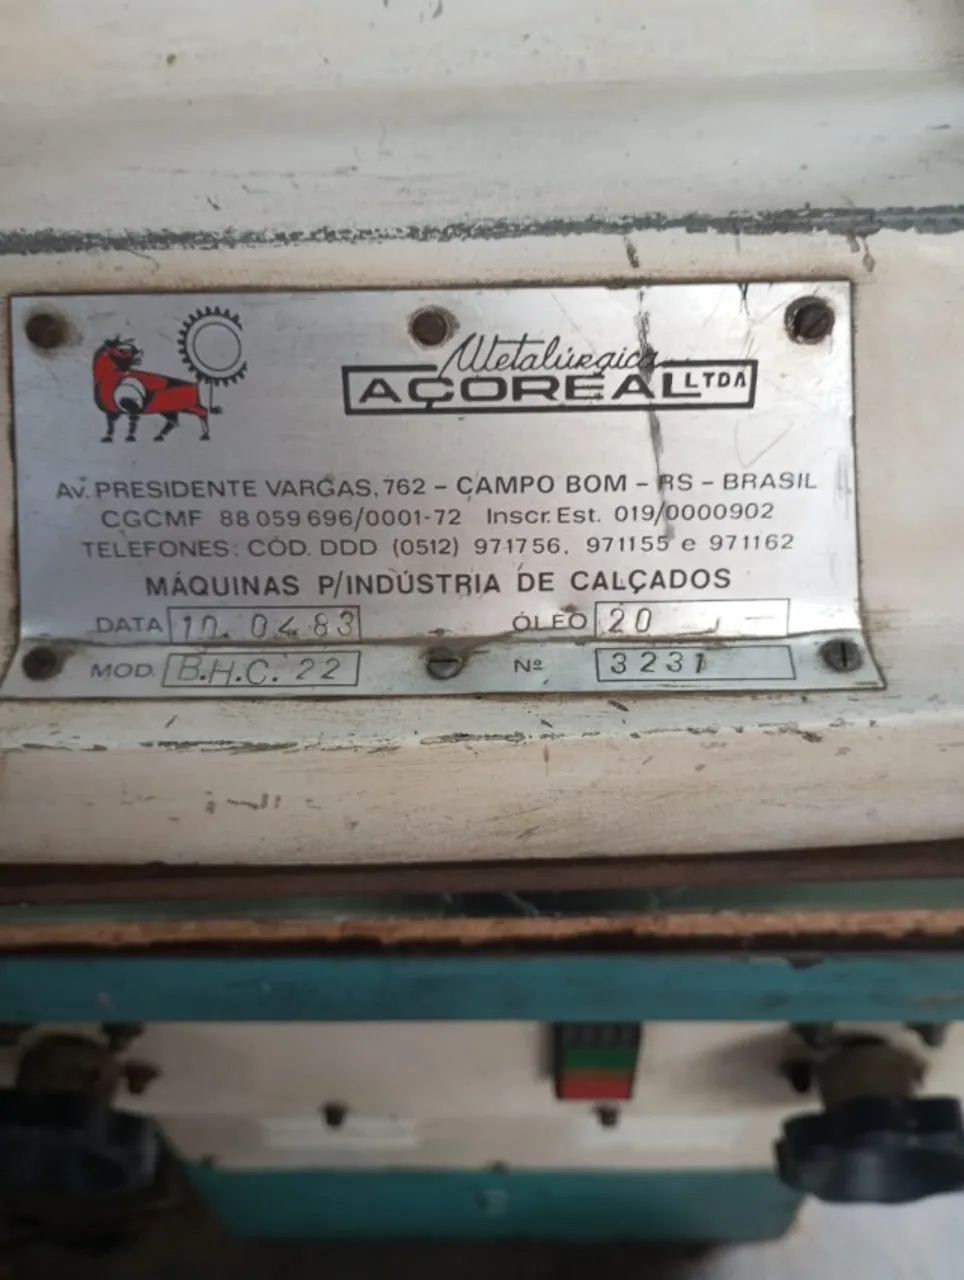 Metalúrgica
AÇOREAL LTDA
AV. PRESIDENTE VARGAS, 762 - CAMPO BOM - RS - BRASIL
CGCMF 88 059 696/0001-72 Inscr. Est. 019/0000902
TELEFONES: CÓD. DDD (0512) 971756, 971155 e 971162
MÁQUINAS P/INDÚSTRIA DE CALÇADOS
DATA 10.04.83 ÓLEO 20
MOD. B.H.C. 22 Nº 3231